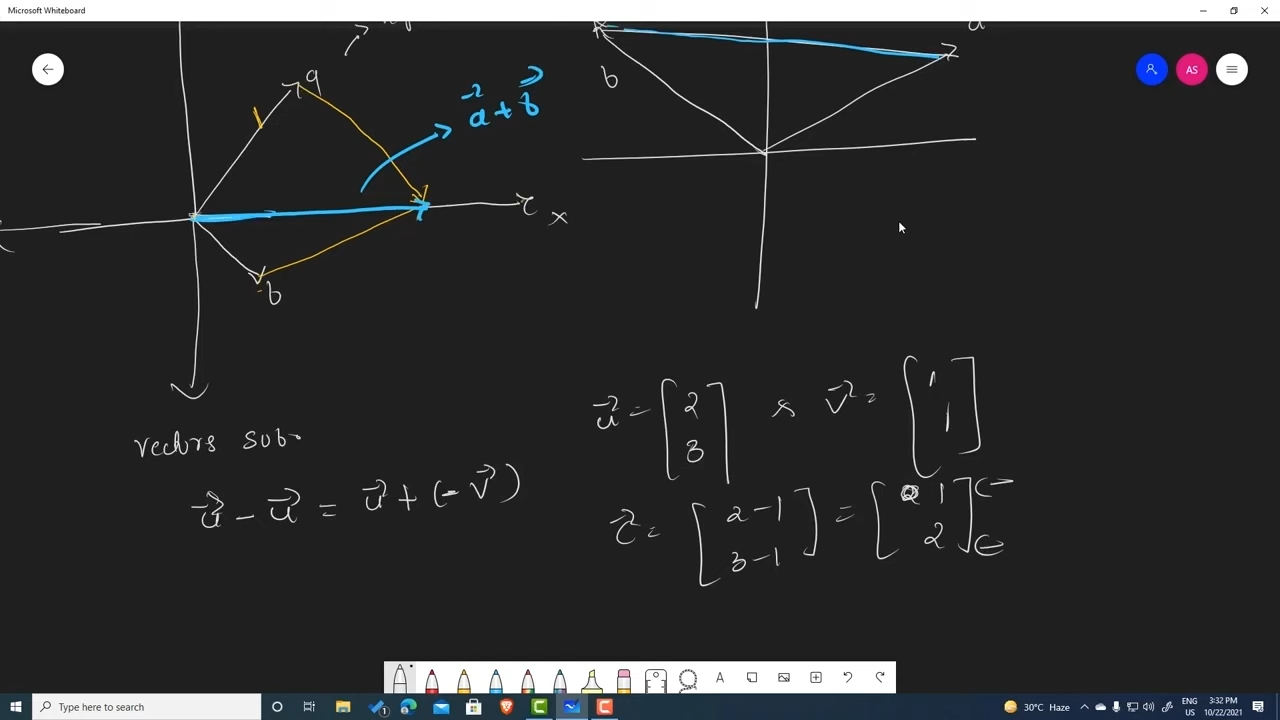 Microsoft Whiteboard
a
a
b
a⃗ + b⃗
AS
x
b
vectors sub
u⃗ - u⃗ = u⃗ + (- v⃗)
u⃗ = [2 3] & v⃗ = [1 1]
c⃗ = [2-1 3-1] = [1 2]
A
Type here to search
1
30°C Haze
ENG
US
3:32 PM
10/22/2021